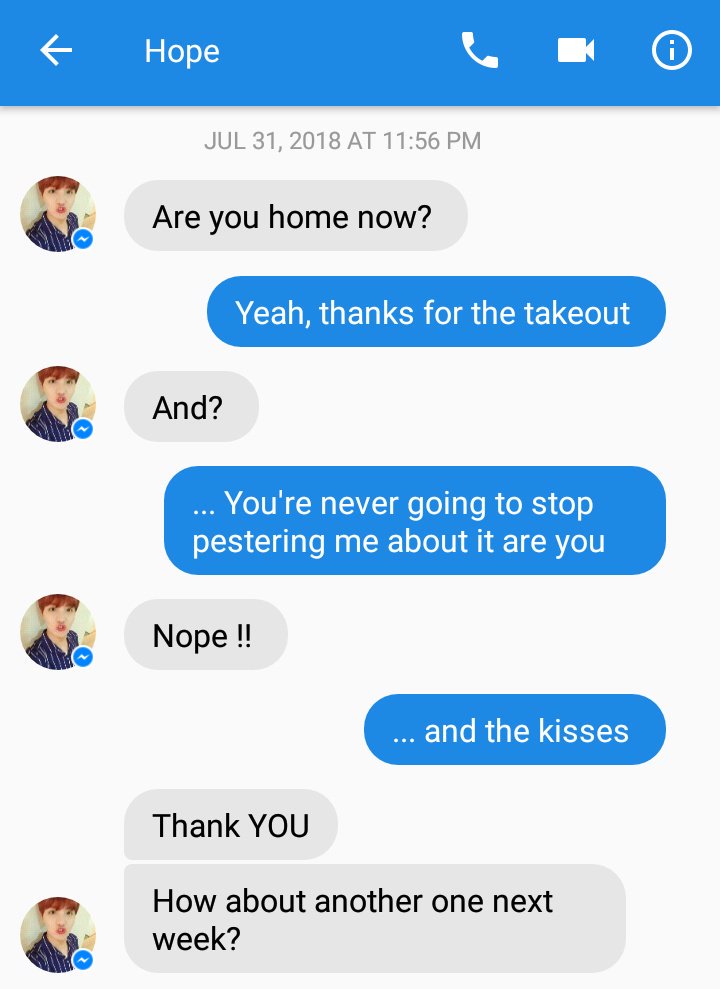 Hope
JUL 31, 2018 AT 11:56 PM
Are you home now?
Yeah, thanks for the takeout
And?
... You're never going to stop
pestering me about it are you
Nope !!
... and the kisses
Thank YOU
How about another one next
week?